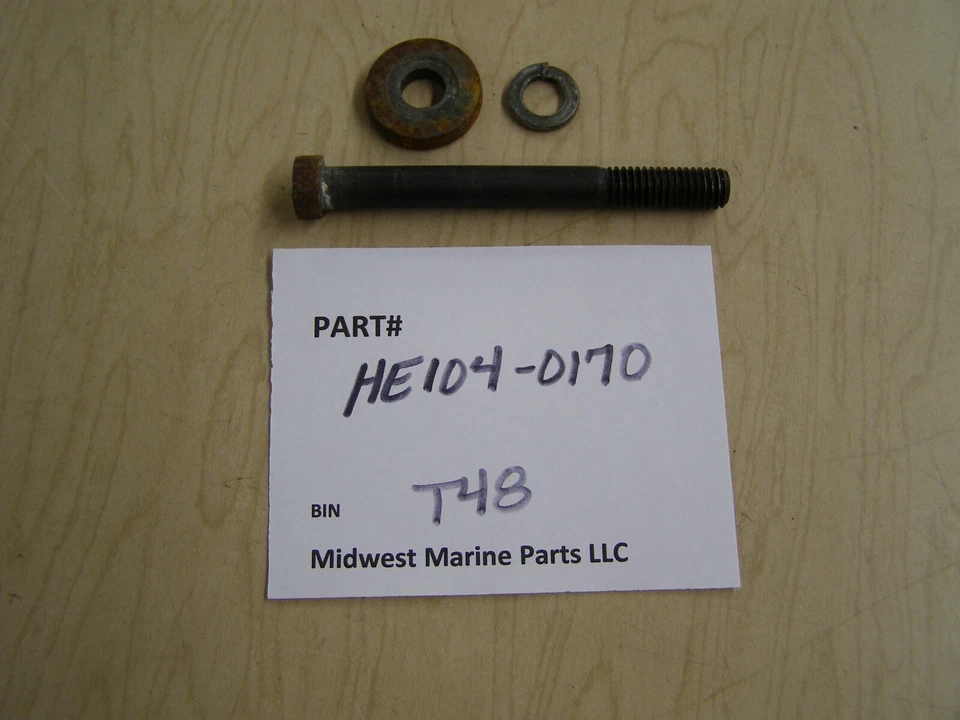 PART#
HE104-0170
BIN T48
Midwest Marine Parts LLC